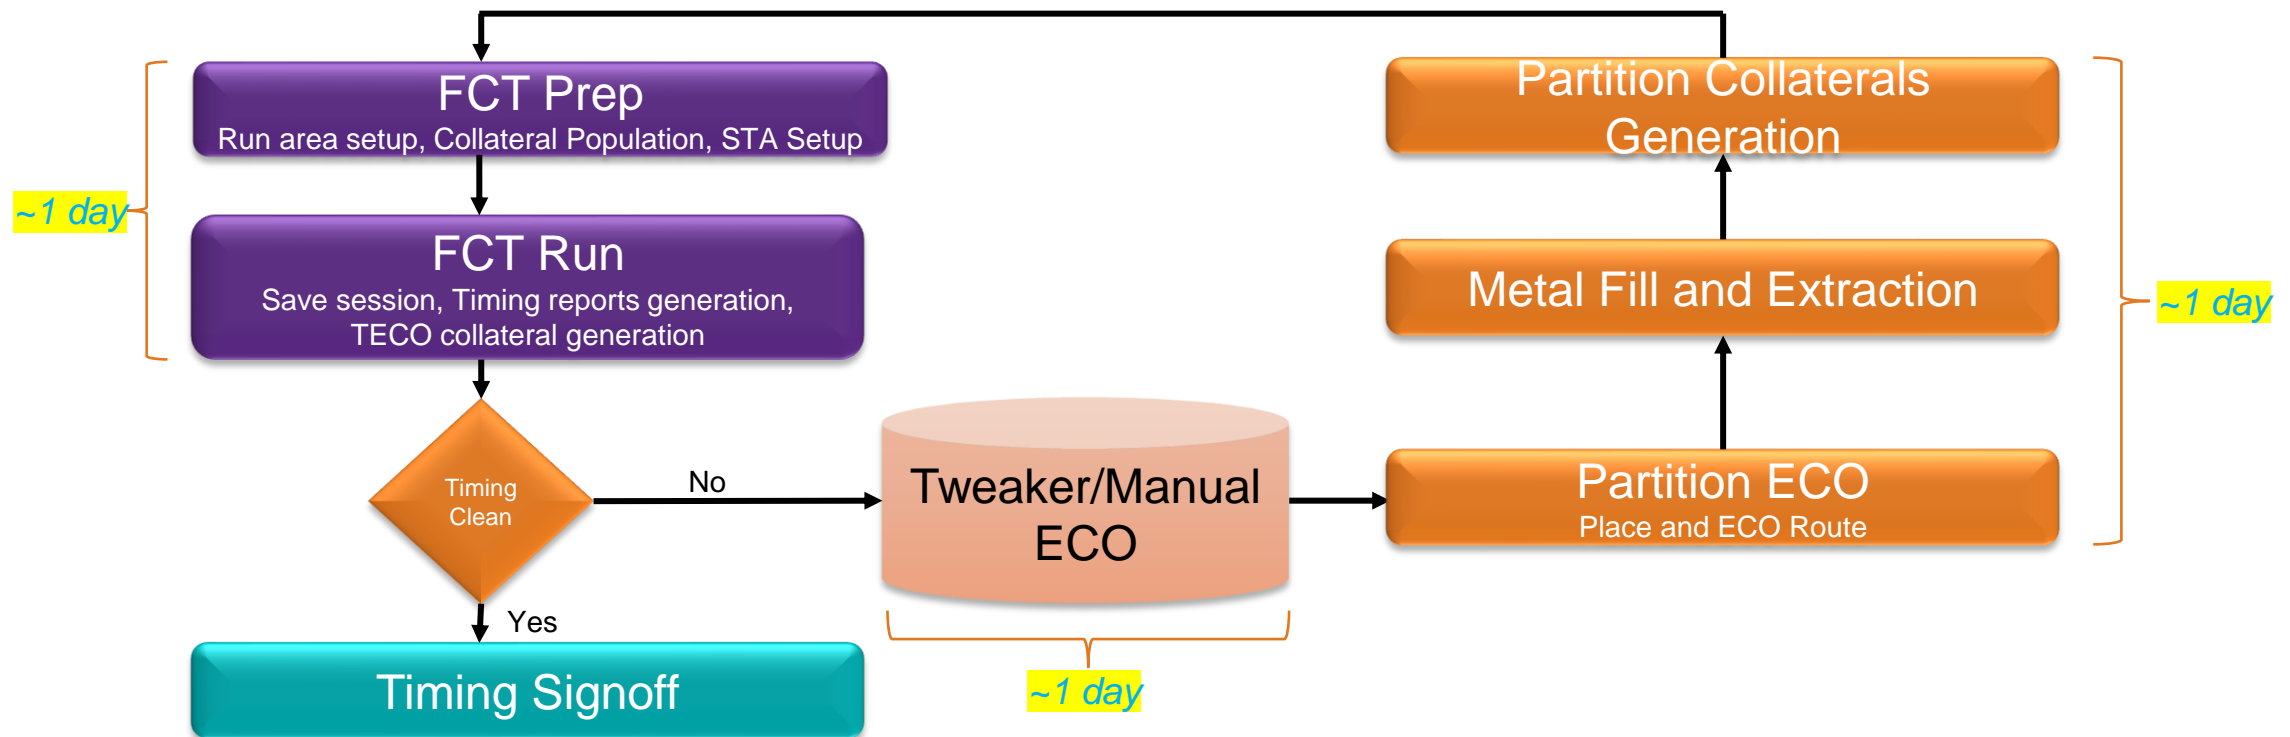 FCT Prep
Run area setup, Collateral Population, STA Setup
~1 day
FCT Run
Save session, Timing reports generation,
TECO collateral generation
Timing
Clean
No
Yes
Timing Signoff
Tweaker/Manual
ECO
~1 day
Partition Collaterals
Generation
Metal Fill and Extraction
~1 day
Partition ECO
Place and ECO Route